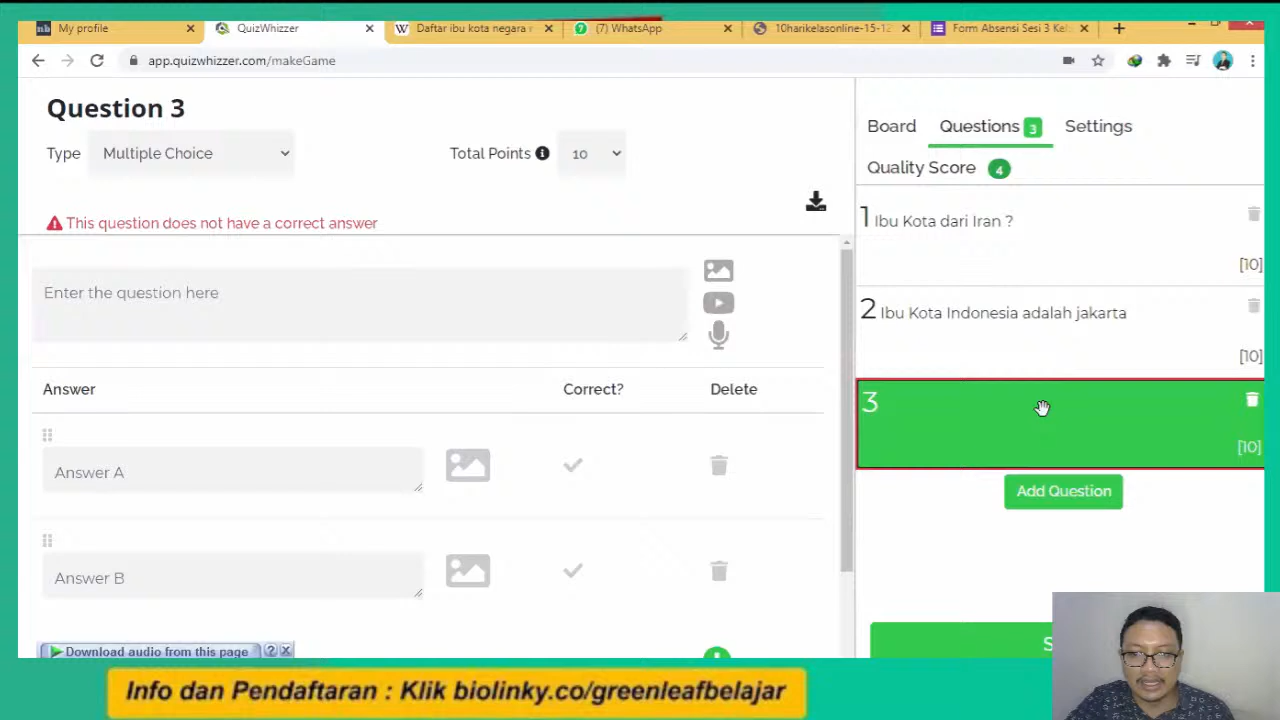 My profile
QuizWhizzer
Daftar ibu kota negara
(7) WhatsApp
10harikelasonline-15-12
Form Absensi Sesi 3 Kel
app.quizwhizzer.com/makeGame
Question 3
Type
Multiple Choice
Total Points
10
This question does not have a correct answer
Enter the question here
Answer
Correct?
Delete
Answer A
Answer B
Download audio from this page
?
Board
Questions 3
Settings
Quality Score 4
1 Ibu Kota dari Iran ?
[10]
2 Ibu Kota Indonesia adalah jakarta
[10]
3
[10]
Add Question
Info dan Pendaftaran : Klik biolinky.co/greenleafbelajar